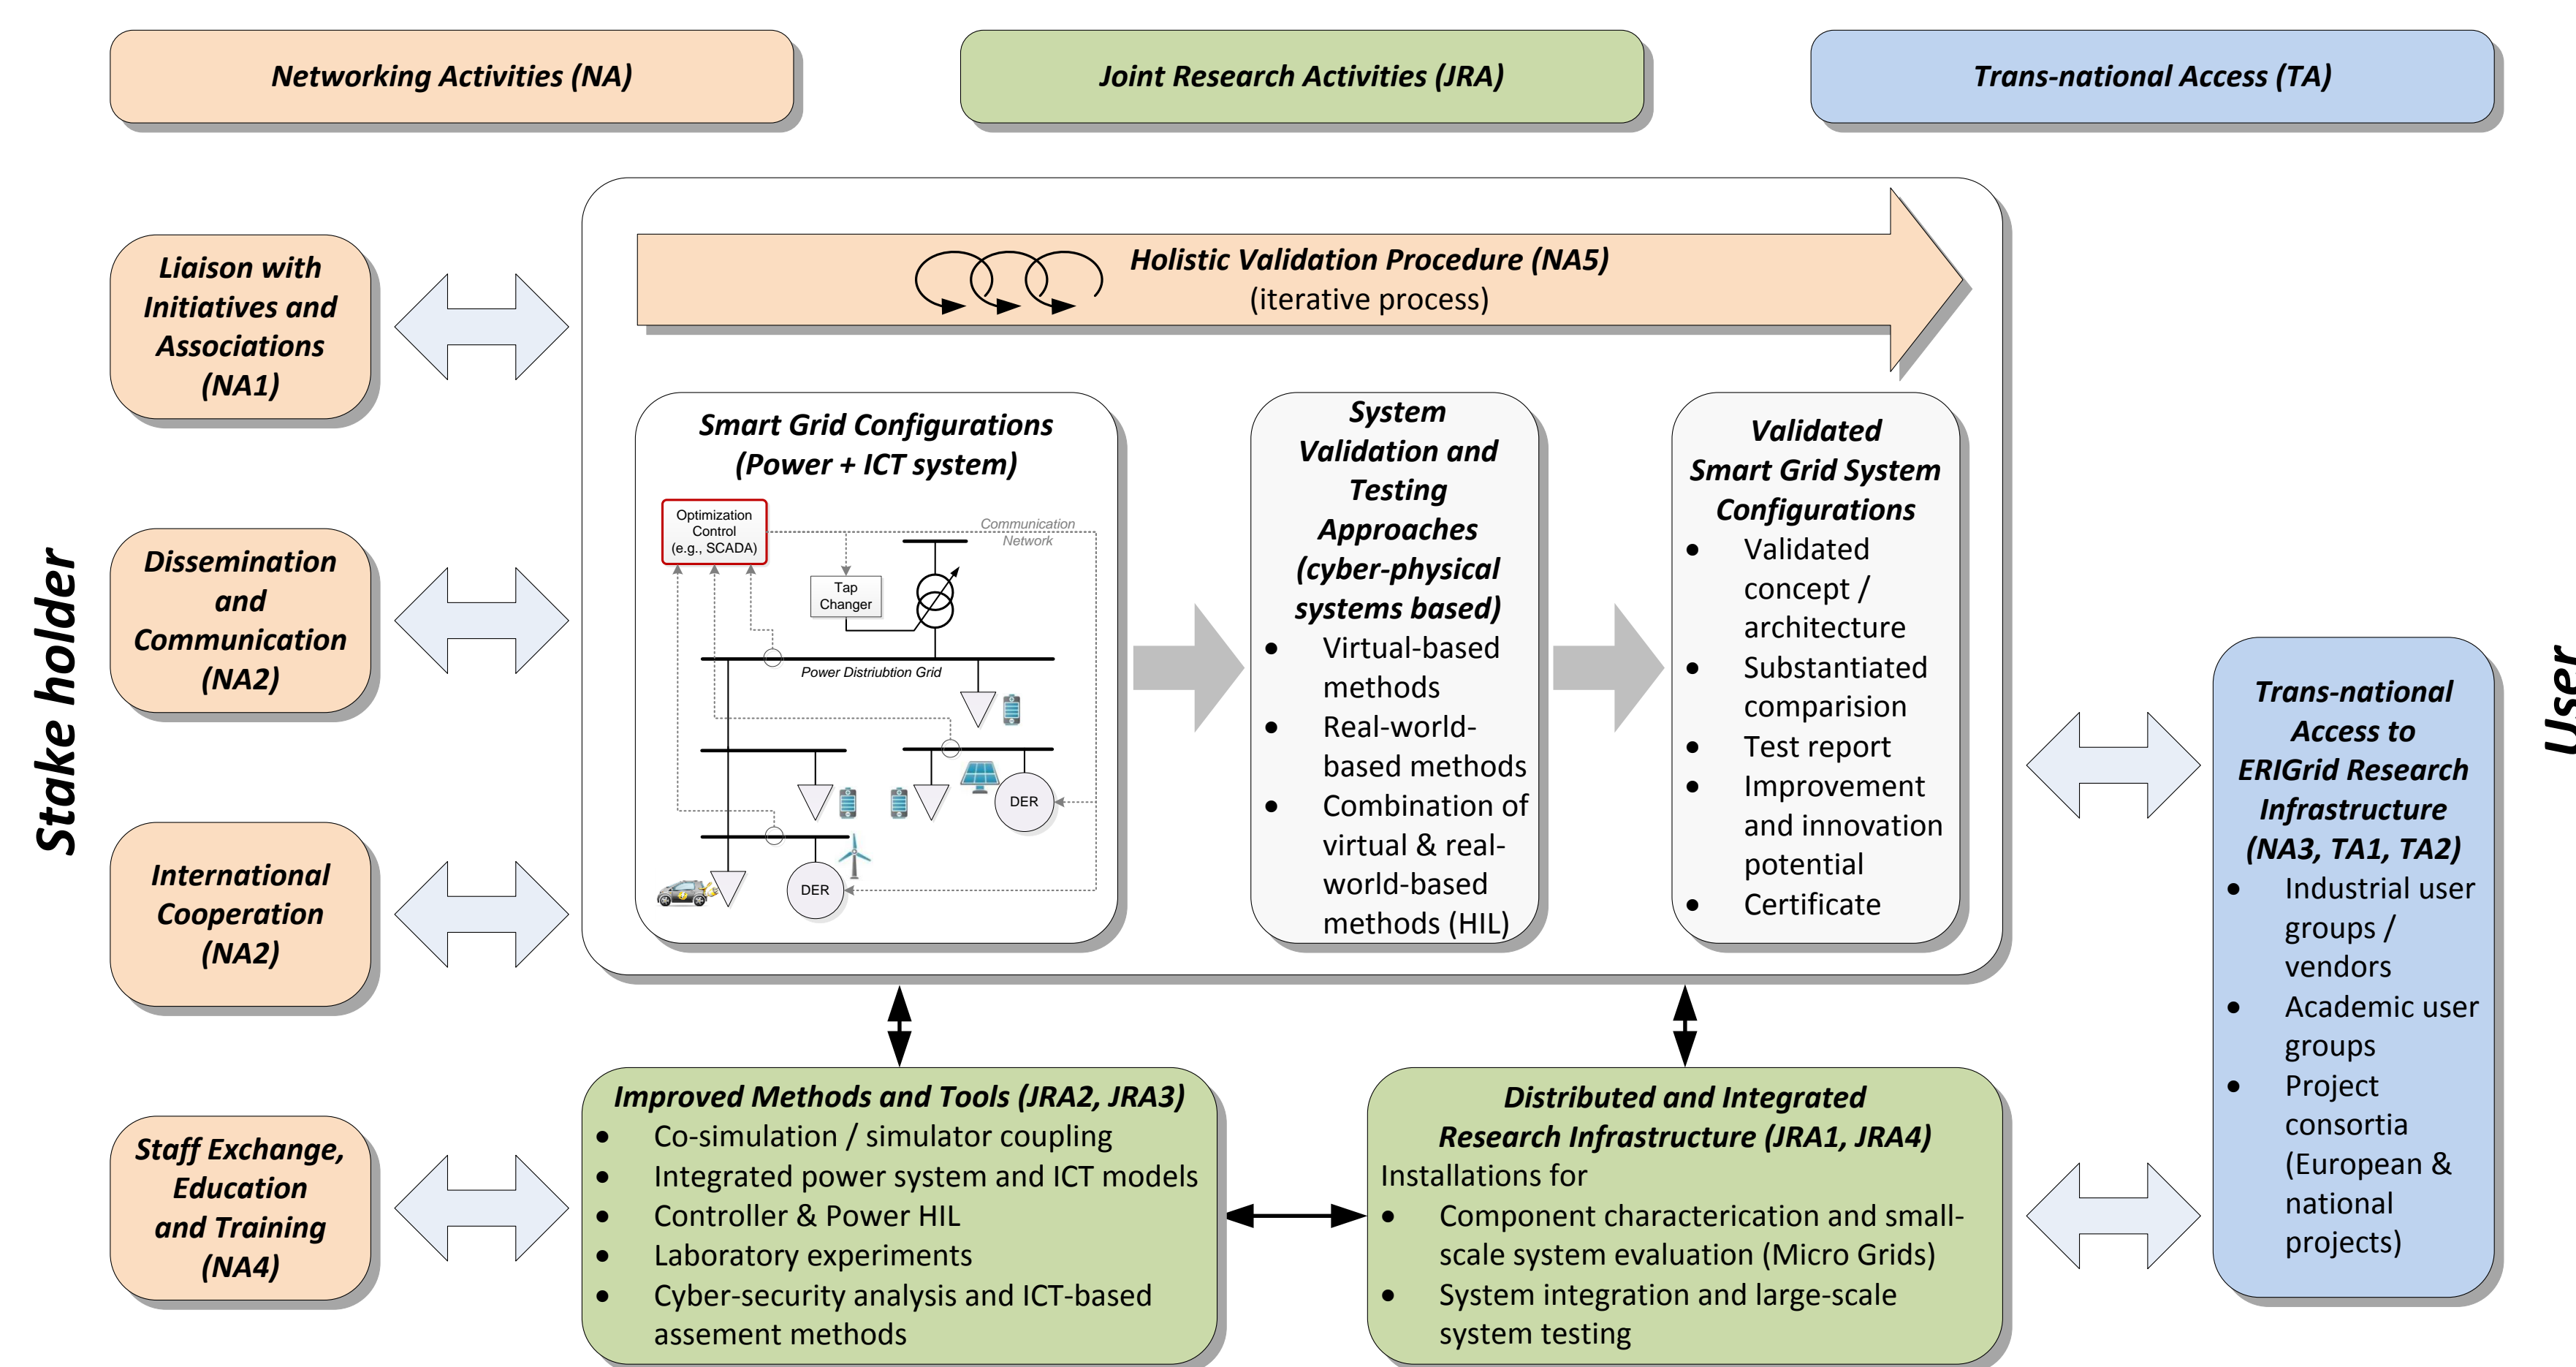 Networking Activities (NA)
Joint Research Activities (JRA)
Trans-national Access (TA)
Stake holder
Liaison with
Initiatives and
Associations
(NA1)
Dissemination
and
Communication
(NA2)
International
Cooperation
(NA2)
Staff Exchange,
Education
and Training
(NA4)
Holistic Validation Procedure (NA5)
(iterative process)
Smart Grid Configurations
(Power + ICT system)
Optimization
Control
(e.g., SCADA)
Communication
Network
Tap
Changer
Power Distriubtion Grid
DER
DER
System
Validation and
Testing
Approaches
(cyber-physical
systems based)
• Virtual-based
methods
• Real-world-
based methods
• Combination of
virtual & real-
world-based
methods (HIL)
Validated
Smart Grid System
Configurations
• Validated
concept /
architecture
• Substantiated
comparision
• Test report
• Improvement
and innovation
potential
• Certificate
Improved Methods and Tools (JRA2, JRA3)
• Co-simulation / simulator coupling
• Integrated power system and ICT models
• Controller & Power HIL
• Laboratory experiments
• Cyber-security analysis and ICT-based
assement methods
Distributed and Integrated
Research Infrastructure (JRA1, JRA4)
Installations for
• Component characterication and small-
scale system evaluation (Micro Grids)
• System integration and large-scale
system testing
Trans-national
Access to
ERIGrid Research
Infrastructure
(NA3, TA1, TA2)
• Industrial user
groups /
vendors
• Academic user
groups
• Project
consortia
(European &
national
projects)
User